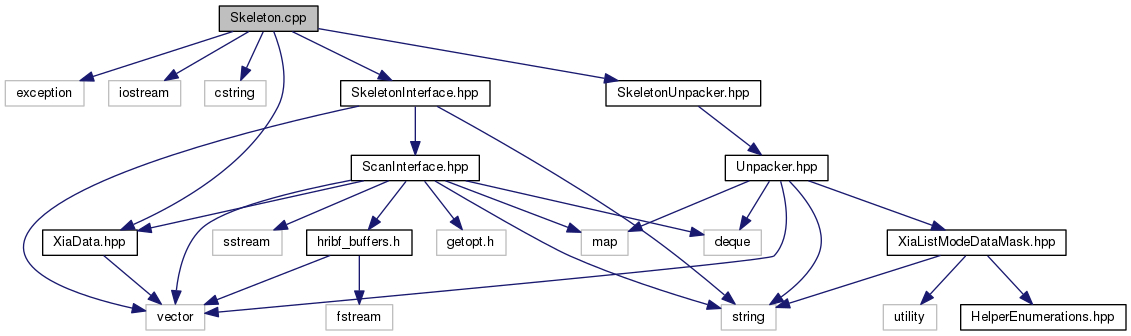 Skeleton.cpp
exception
iostream
cstring
SkeletonInterface.hpp
SkeletonUnpacker.hpp
ScanInterface.hpp
Unpacker.hpp
XiaData.hpp
sstream
hribf_buffers.h
getopt.h
map
deque
XiaListModeDataMask.hpp
vector
fstream
string
utility
HelperEnumerations.hpp